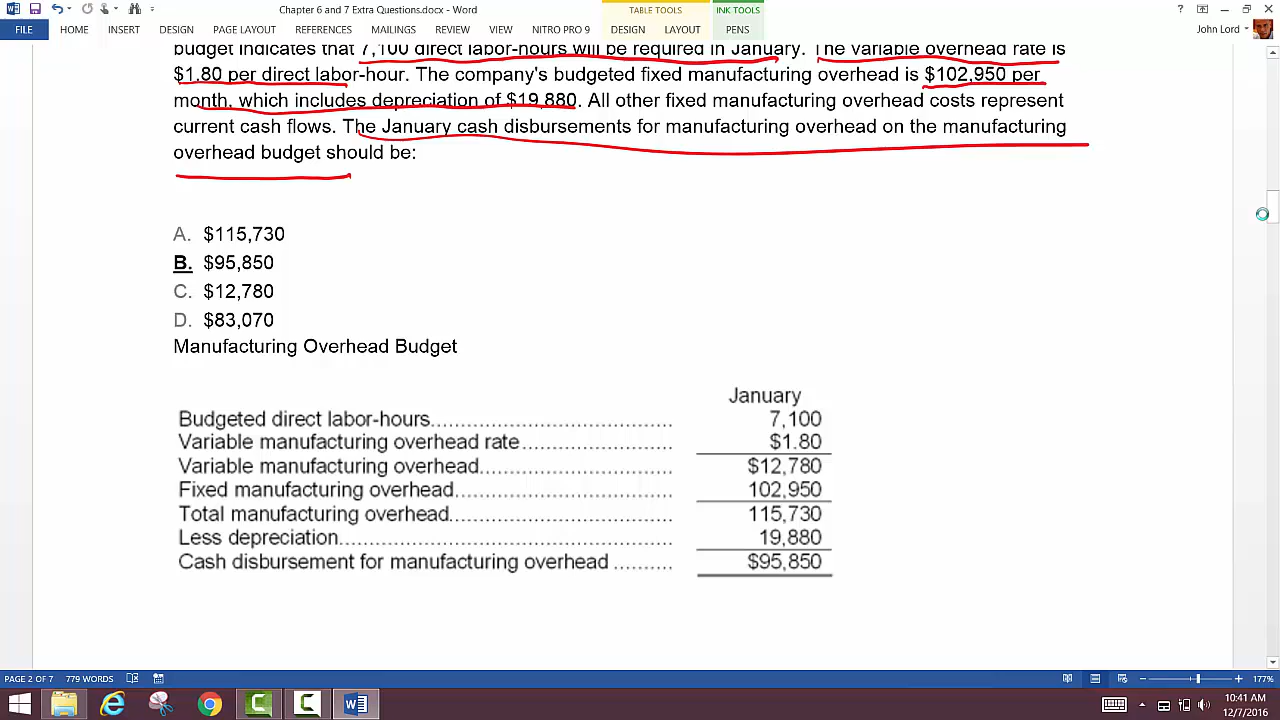 Chapter 6 and 7 Extra Questions.docx - Word
TABLE TOOLS
INK TOOLS
FILE HOME INSERT DESIGN PAGE LAYOUT REFERENCES MAILINGS REVIEW VIEW NITRO PRO 9 DESIGN LAYOUT PENS
John Lord
budget indicates that 7,100 direct labor-hours will be required in January. The variable overhead rate is
$1.80 per direct labor-hour. The company's budgeted fixed manufacturing overhead is $102,950 per
month, which includes depreciation of $19,880. All other fixed manufacturing overhead costs represent
current cash flows. The January cash disbursements for manufacturing overhead on the manufacturing
overhead budget should be:
A. $115,730
B. $95,850
C. $12,780
D. $83,070
Manufacturing Overhead Budget
January
Budgeted direct labor-hours........................................ 7,100
Variable manufacturing overhead rate......................... $1.80
Variable manufacturing overhead................................ $12,780
Fixed manufacturing overhead.................................... 102,950
Total manufacturing overhead..................................... 115,730
Less depreciation....................................................... 19,880
Cash disbursement for manufacturing overhead .......... $95,850
PAGE 2 OF 7 779 WORDS 177%
10:41 AM
12/7/2016